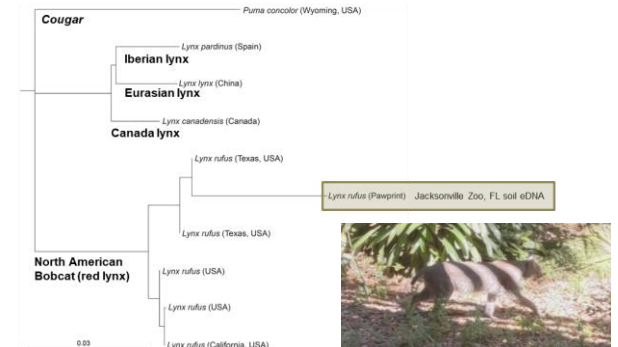 Puma concolor (Wyoming, USA)
Cougar
Lynx pardinus (Spain)
Iberian lynx
Lynx lynx (China)
Eurasian lynx
Lynx canadensis (Canada)
Canada lynx
Lynx rufus (Texas, USA)
Lynx rufus (Pawprint) Jacksonville Zoo, FL soil eDNA
Lynx rufus (Texas, USA)
North American
Bobcat (red lynx)
Lynx rufus (USA)
Lynx rufus (USA)
0.03
Lynx rufus (California, USA)